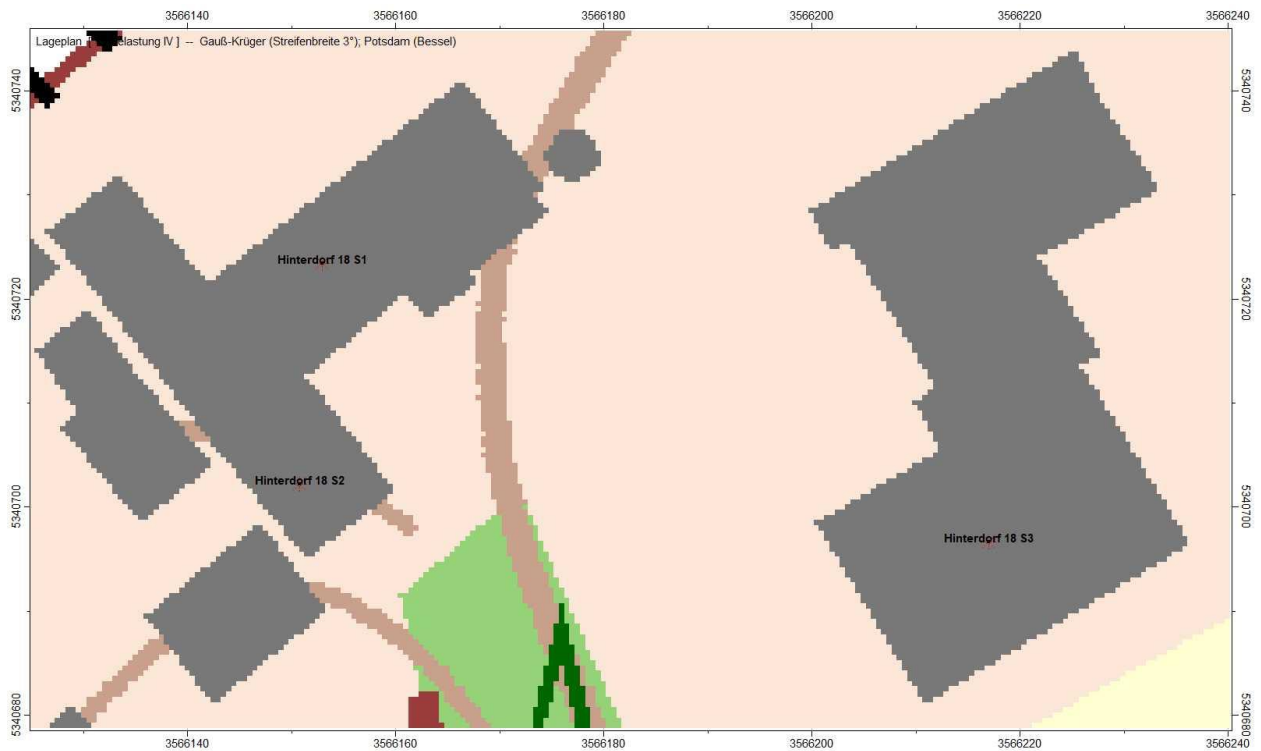 3566140 3566160 3566180 3566200 3566220 3566240
Lageplan elastung IV ] -- Gauß-Krüger (Streifenbreite 3°); Potsdam (Bessel)
5340740 5340740
Hinterdorf 18 S1
5340720 5340720
Hinterdorf 18 S2
5340700 5340700
Hinterdorf 18 S3
5340680 5340680
3566140 3566160 3566180 3566200 3566220 3566240